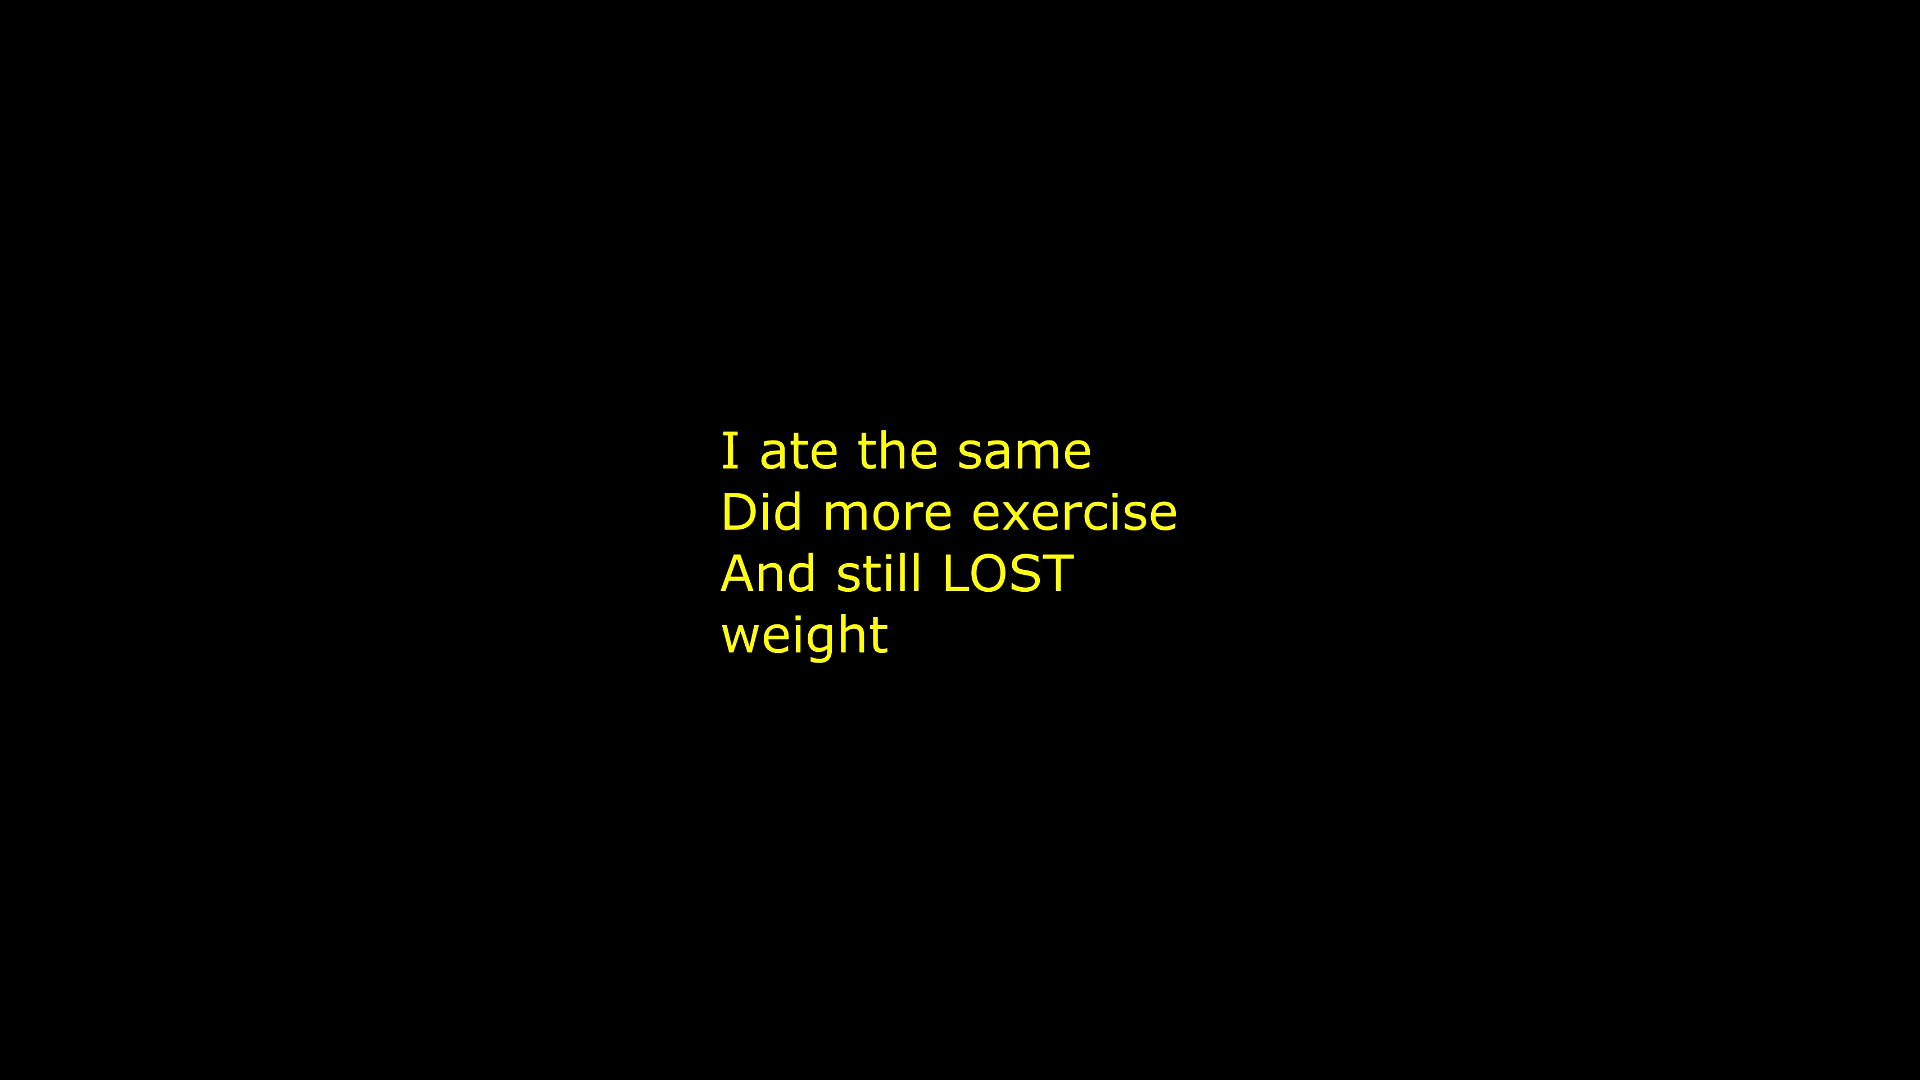 I ate the same
Did more exercise
And still LOST
weight